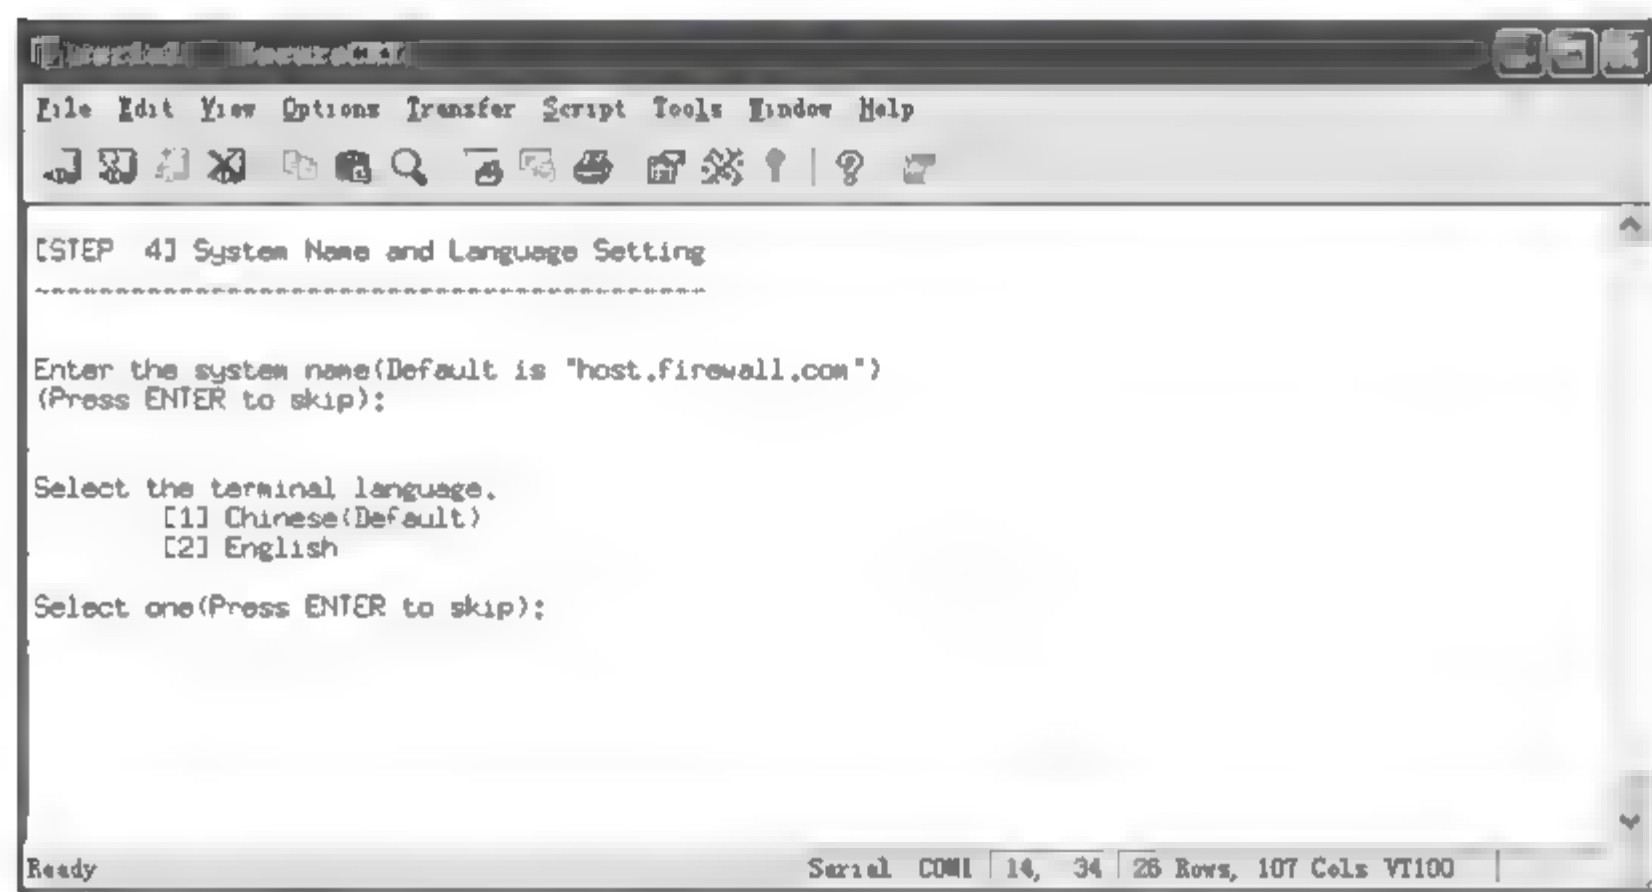 File Edit View Options Transfer Script Tools Window Help
[STEP 4] System Name and Language Setting
~~~~~~~~~~~~~~~~~~~~~~~~~~~~~~~~~~~~~~~~~~
Enter the system name(Default is "host.firewall.com")
(Press ENTER to skip):
Select the terminal language.
[1] Chinese(Default)
[2] English
Select one(Press ENTER to skip):
Ready Serial COM1 14, 34 26 Rows, 107 Cols VT100